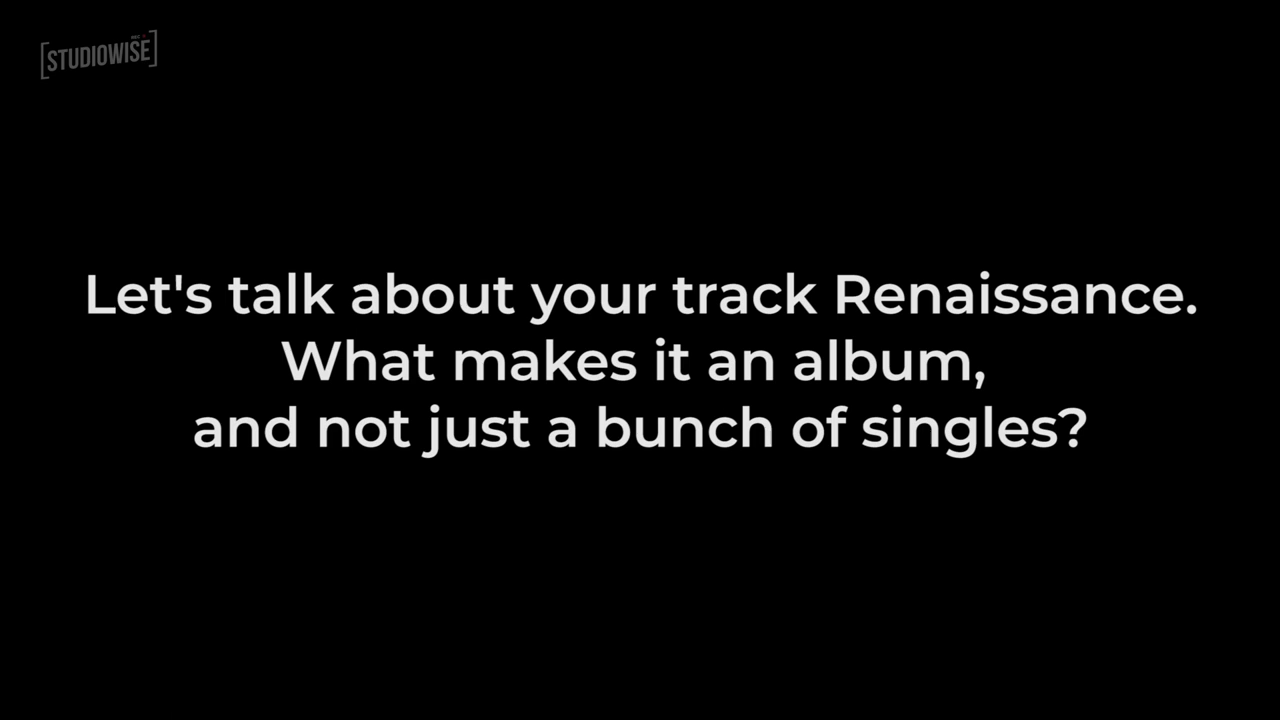 [STUDIOWISE]
Let's talk about your track Renaissance.
What makes it an album,
and not just a bunch of singles?